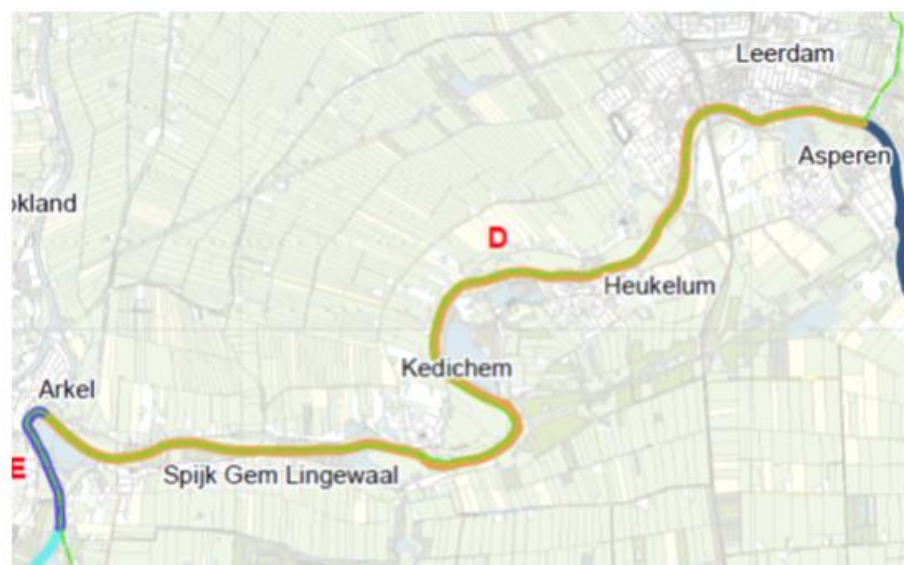 Leerdam
Asperen
okland
D
Heukelum
Kedichem
Arkel
E
Spijk Gem Lingewaal